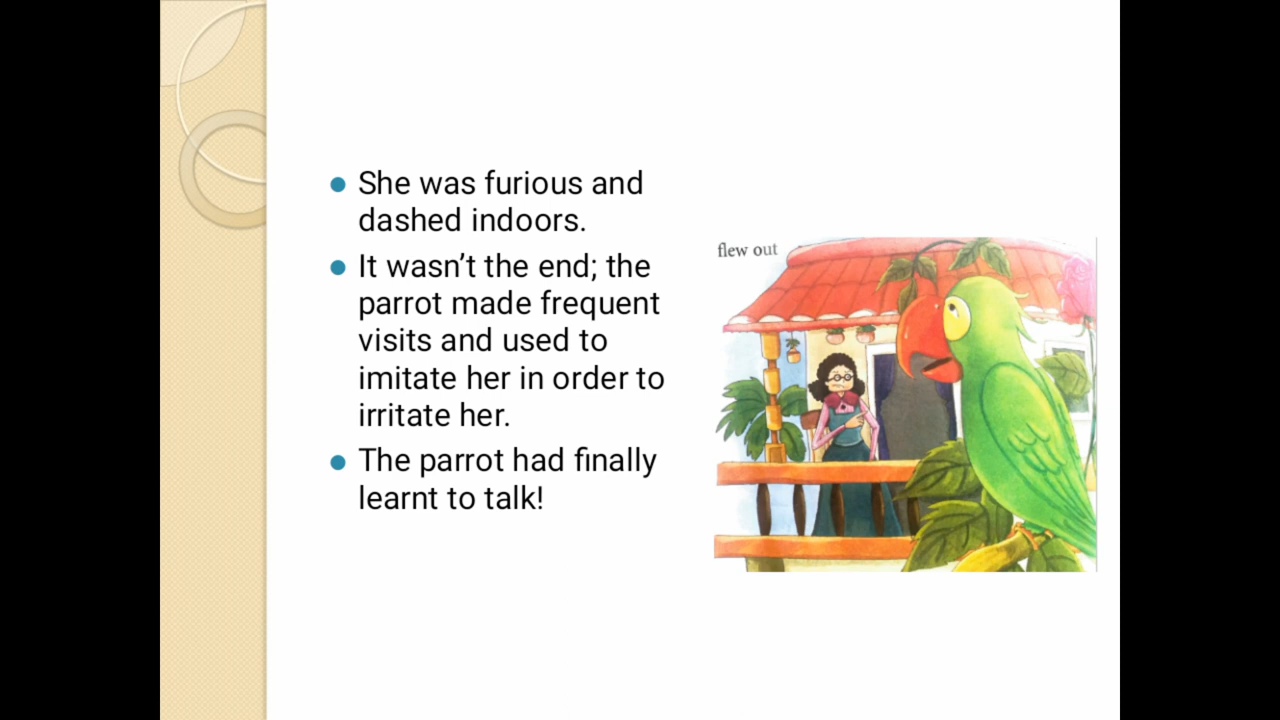 She was furious and
dashed indoors.
It wasn’t the end; the
parrot made frequent
visits and used to
imitate her in order to
irritate her.
The parrot had finally
learnt to talk!
flew out